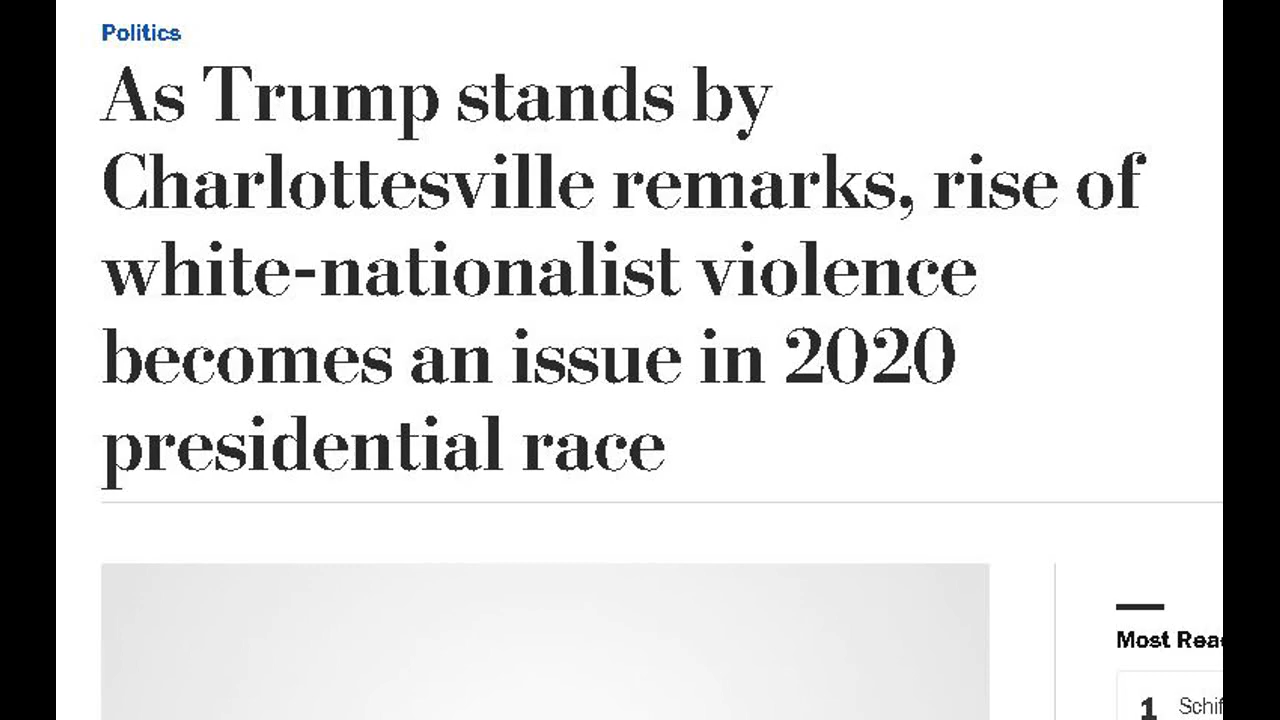 Politics
As Trump stands by
Charlottesville remarks, rise of
white-nationalist violence
becomes an issue in 2020
presidential race
Most
1